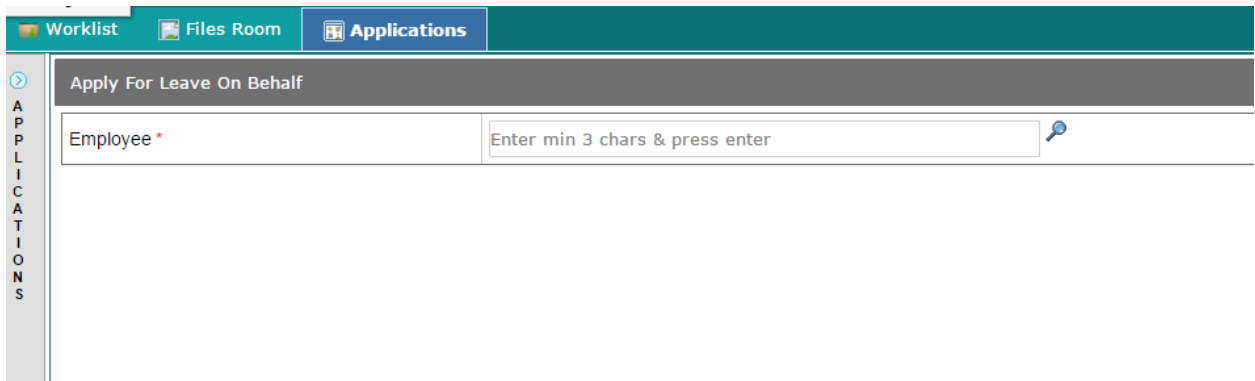 Worklist
Files Room
Applications
Apply For Leave On Behalf
Employee *
Enter min 3 chars & press enter
APPLICATIONS